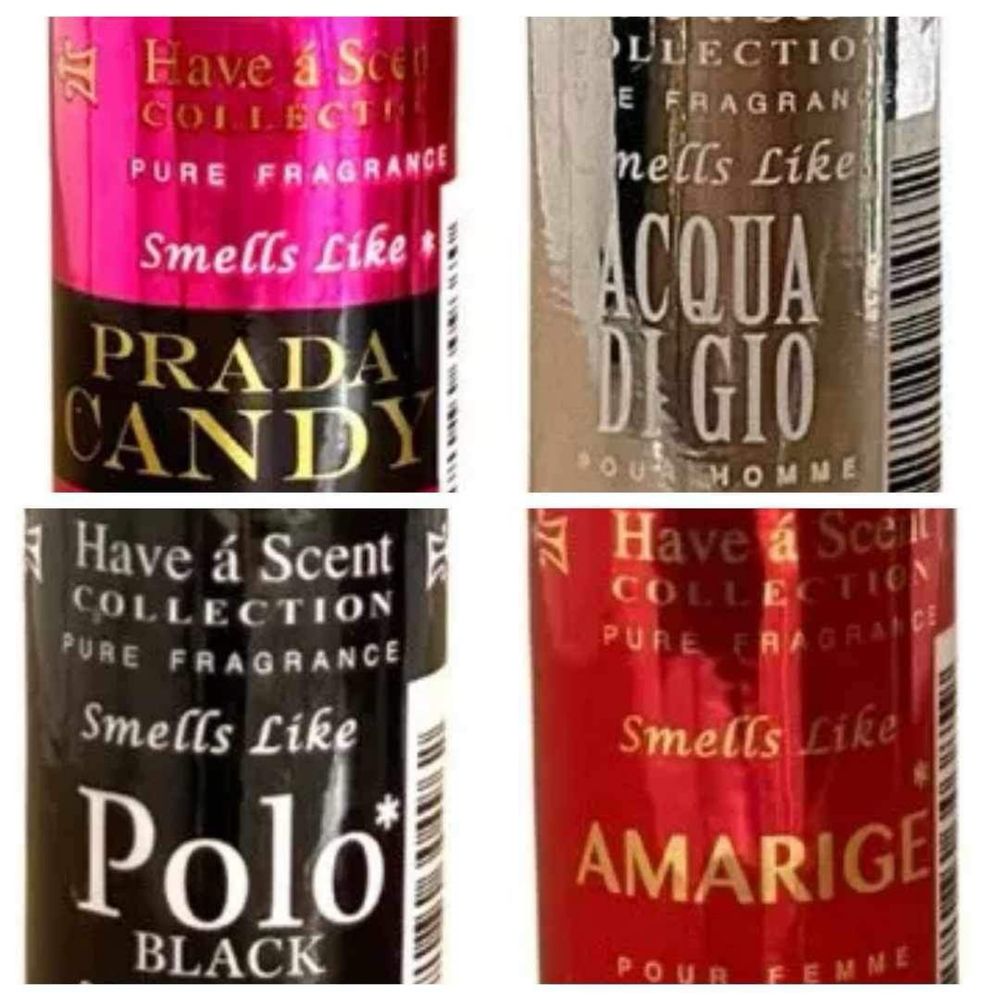 Have á Scent
COLLECTION
PURE FRAGRANCE
Smells Like *
PRADA
CANDY
COLLECTION
FRAGRANCE
Smells Like
ACQUA
DI GIO
POUR HOMME
Have á Scent
COLLECTION
PURE FRAGRANCE
Smells Like
Polo*
BLACK
Have á Scent
COLLECTION
PURE FRAGRANCE
Smells Like
*
AMARIGE
POUR FEMME